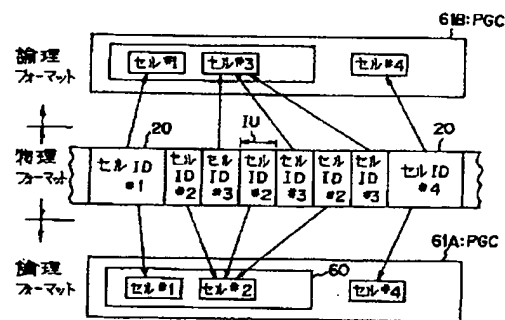 61B:PGC
論理
フォーマット
セル#1 セル#3 セル#4
20 IU 20
物理
フォーマット
セル ID #1
セル ID #2
セル ID #3
セル ID #2
セル ID #3
セル ID #2
セル ID #3
セル ID #4
61A:PGC
論理
フォーマット
60
セル#1 セル#2 セル#4